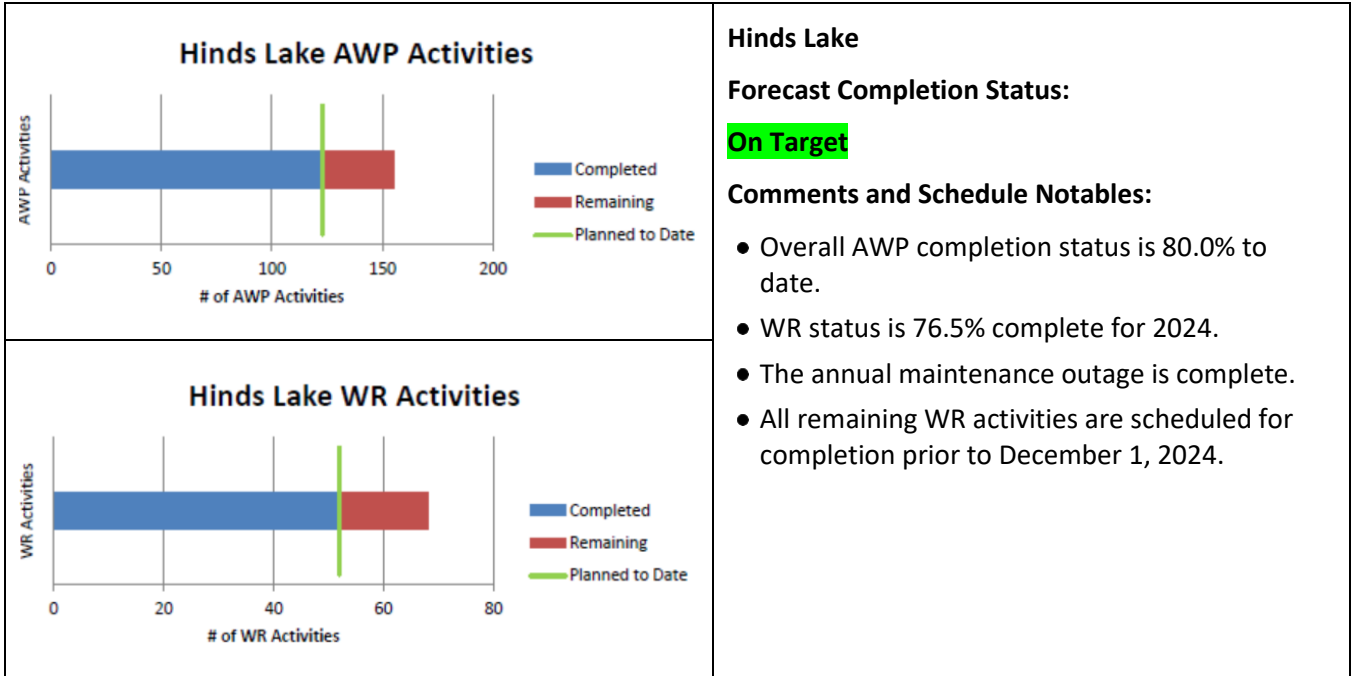 Hinds Lake AWP Activities
AWP Activities
Completed
Remaining
Planned to Date
0 50 100 150 200
# of AWP Activities
Hinds Lake WR Activities
WR Activities
Completed
Remaining
Planned to Date
0 20 40 60 80
# of WR Activities
Hinds Lake
Forecast Completion Status:
On Target
Comments and Schedule Notables:
• Overall AWP completion status is 80.0% to
date.
• WR status is 76.5% complete for 2024.
• The annual maintenance outage is complete.
• All remaining WR activities are scheduled for
completion prior to December 1, 2024.